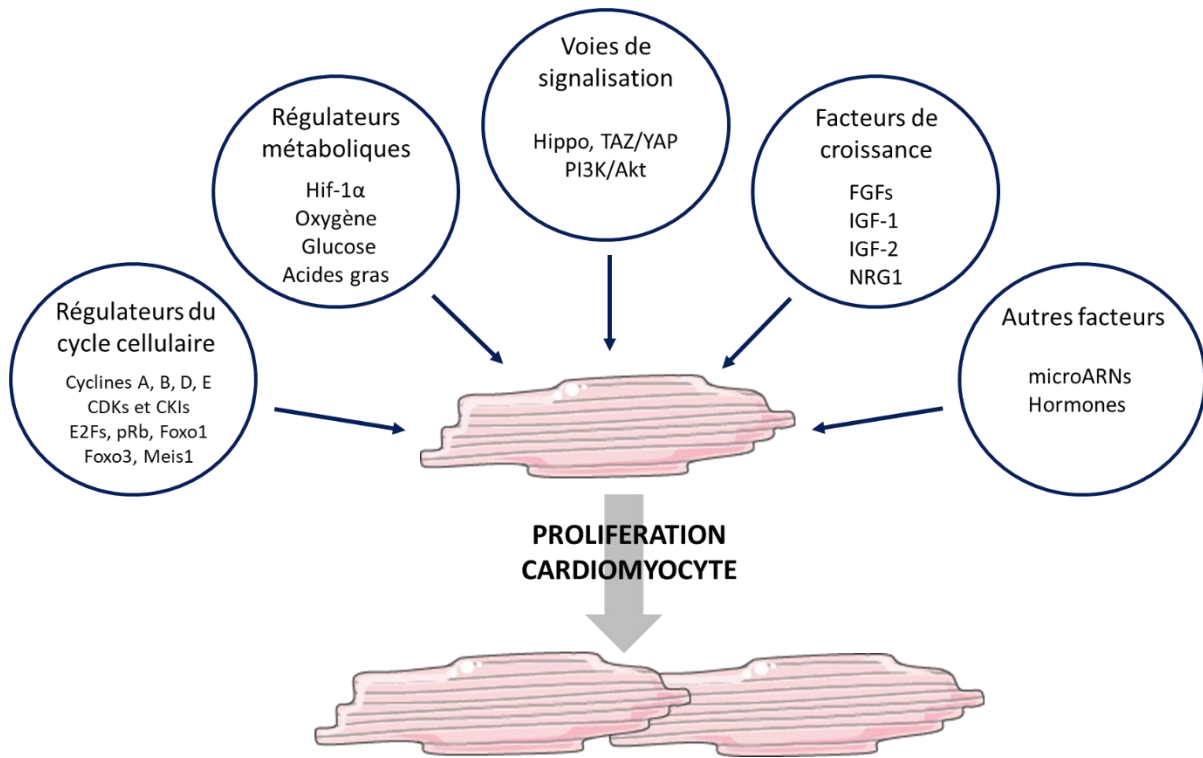 Régulateurs du
cycle cellulaire
Cyclines A, B, D, E
CDKs et CKIs
E2Fs, pRb, Foxo1
Foxo3, Meis1
Régulateurs
métaboliques
Hif-1α
Oxygène
Glucose
Acides gras
Voies de
signalisation
Hippo, TAZ/YAP
PI3K/Akt
Facteurs de
croissance
FGFs
IGF-1
IGF-2
NRG1
Autres facteurs
microARNs
Hormones
PROLIFERATION
CARDIOMYOCYTE